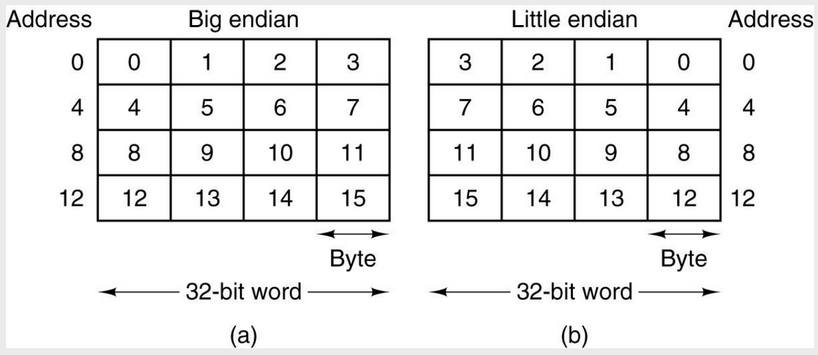 Address Big endian Little endian Address
0 0 1 2 3 3 2 1 0 0
4 4 5 6 7 7 6 5 4 4
8 8 9 10 11 11 10 9 8 8
12 12 13 14 15 15 14 13 12 12
Byte Byte
32-bit word 32-bit word
(a) (b)